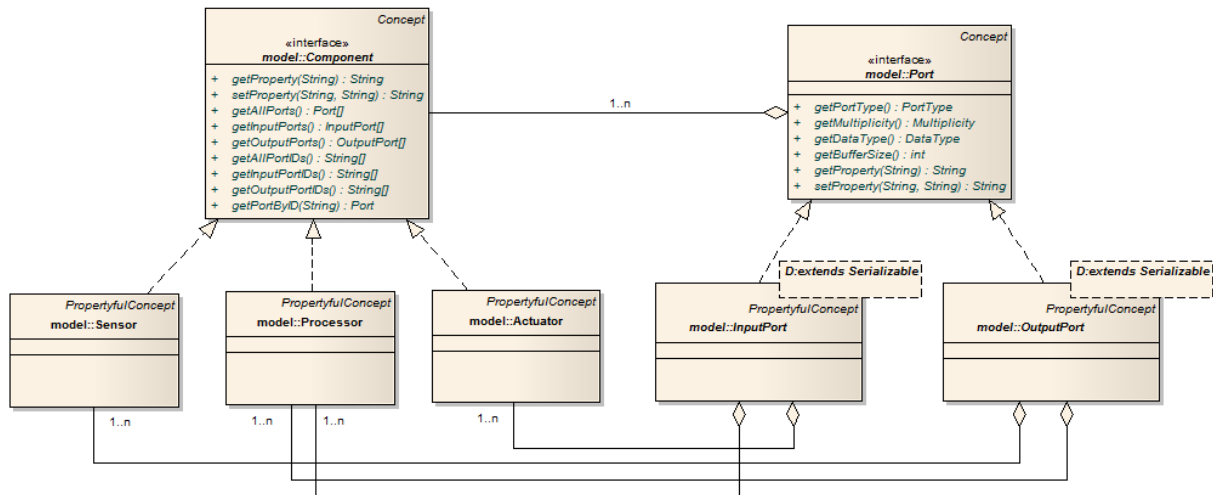 Concept
«interface»
model::Component
+ getProperty(String) : String
+ setProperty(String, String) : String
+ getAllPorts() : Port[]
+ getInputPorts() : InputPort[]
+ getOutputPorts() : OutputPort[]
+ getAllPortIDs() : String[]
+ getInputPortIDs() : String[]
+ getOutputPortIDs() : String[]
+ getPortByID(String) : Port
1..n
Concept
«interface»
model::Port
+ getPortType() : PortType
+ getMultiplicity() : Multiplicity
+ getDataType() : DataType
+ getBufferSize() : int
+ getProperty(String) : String
+ setProperty(String, String) : String
PropertyfulConcept
model::Sensor
PropertyfulConcept
model::Processor
PropertyfulConcept
model::Actuator
D:extends Serializable
PropertyfulConcept
model::InputPort
D:extends Serializable
PropertyfulConcept
model::OutputPort
1..n
1..n
1..n
1..n